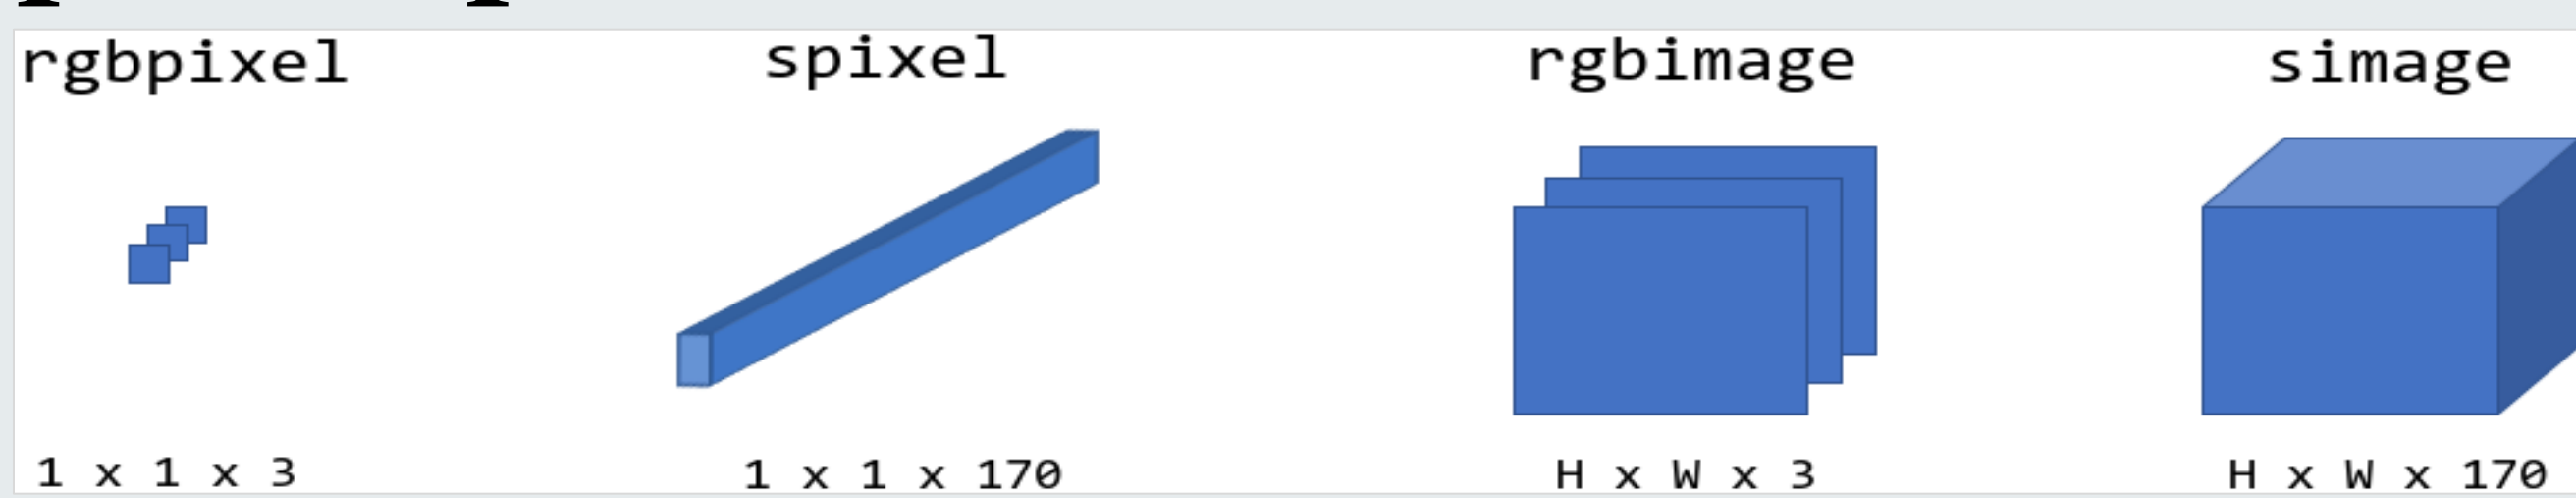 rgbpixel spixel rgbimage simage
1 x 1 x 3 1 x 1 x 170 H x W x 3 H x W x 170